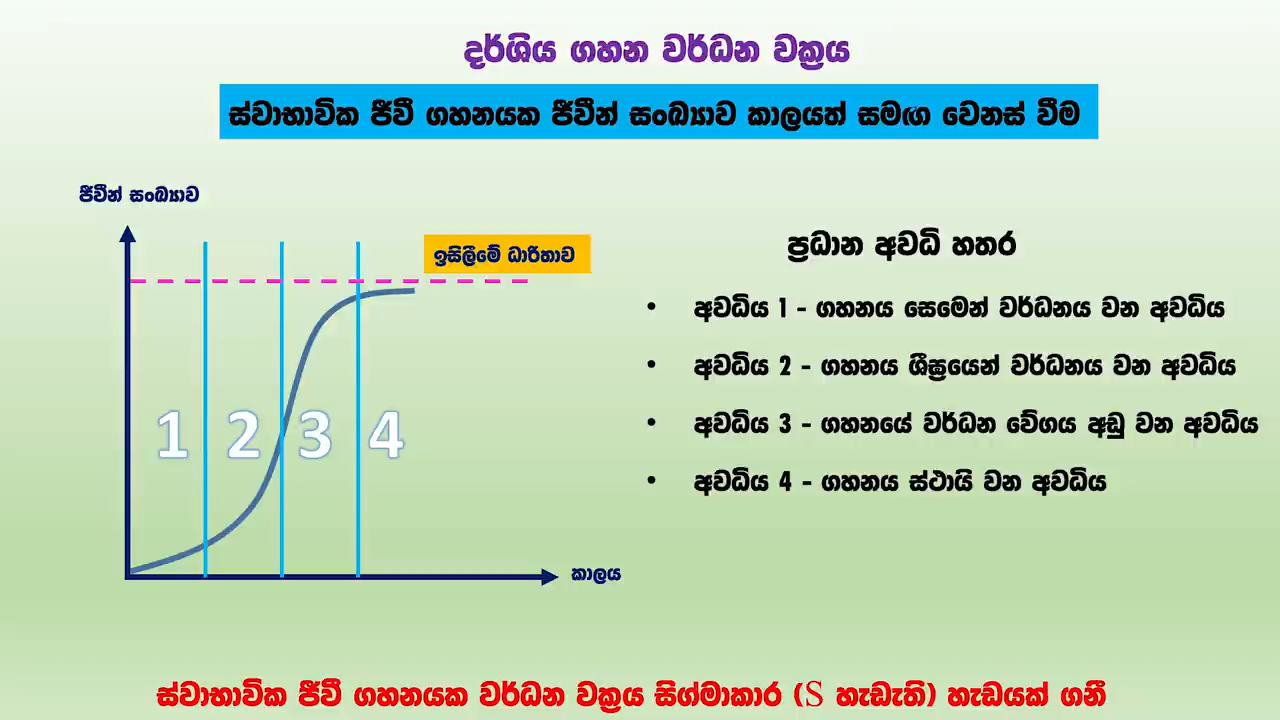 දර්ශීය ගහන වර්ධන වක්‍රය
ස්වාභාවික ජීවී ගහනයක ජීවීන් සංඛ්‍යාව කාලයත් සමඟ වෙනස් වීම
ජීවීන් සංඛ්‍යාව
ඉසිලීමේ ධාරිතාව
1 2 3 4
කාලය
ප්‍රධාන අවධි හතර
• අවධිය 1 - ගහනය සෙමෙන් වර්ධනය වන අවධිය
• අවධිය 2 - ගහනය ශීඝ්‍රයෙන් වර්ධනය වන අවධිය
• අවධිය 3 - ගහනයේ වර්ධන වේගය අඩු වන අවධිය
• අවධිය 4 - ගහනය ස්ථායි වන අවධිය
ස්වාභාවික ජීවී ගහනයක වර්ධන වක්‍රය සිග්මාකාර (S හැඩැති) හැඩයක් ගනී